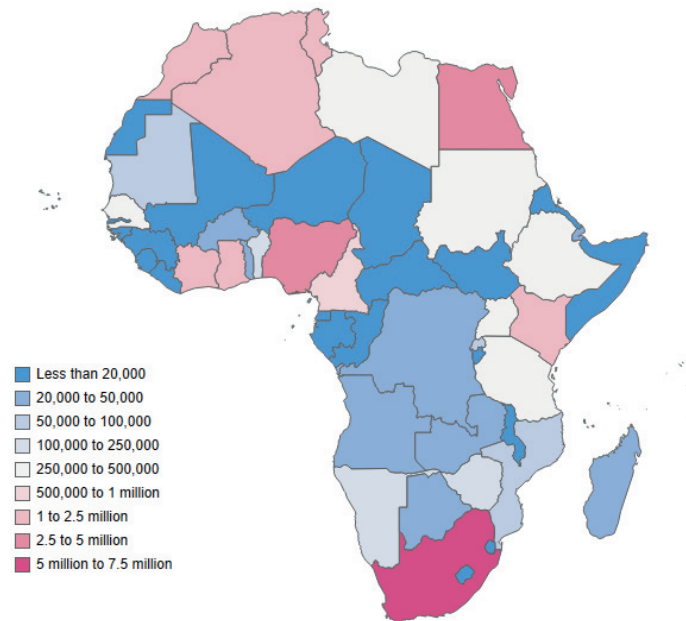 Less than 20,000
20,000 to 50,000
50,000 to 100,000
100,000 to 250,000
250,000 to 500,000
500,000 to 1 million
1 to 2.5 million
2.5 to 5 million
5 million to 7.5 million